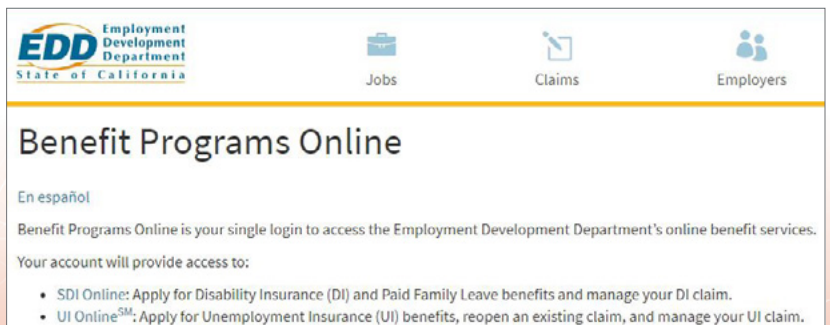 EDD Employment
Development
Department
State of California
Jobs
Claims
Employers
Benefit Programs Online
En español
Benefit Programs Online is your single login to access the Employment Development Department's online benefit services.
Your account will provide access to:
• SDI Online: Apply for Disability Insurance (DI) and Paid Family Leave benefits and manage your DI claim.
• UI Online℠: Apply for Unemployment Insurance (UI) benefits, reopen an existing claim, and manage your UI claim.